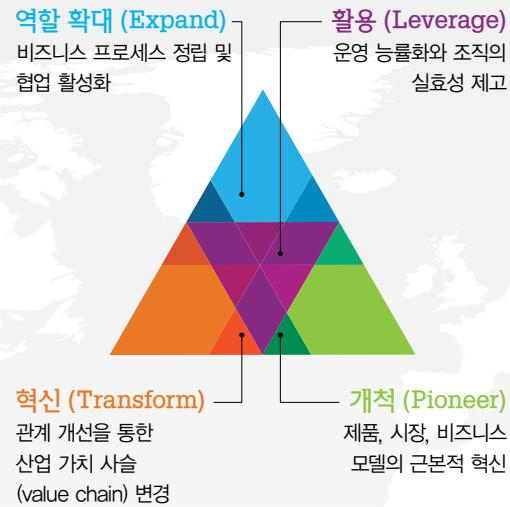 역할 확대 (Expand)
비즈니스 프로세스 정립 및
협업 활성화
활용 (Leverage)
운영 능률화와 조직의
실효성 제고
혁신 (Transform)
관계 개선을 통한
산업 가치 사슬
(value chain) 변경
개척 (Pioneer)
제품, 시장, 비즈니스
모델의 근본적 혁신